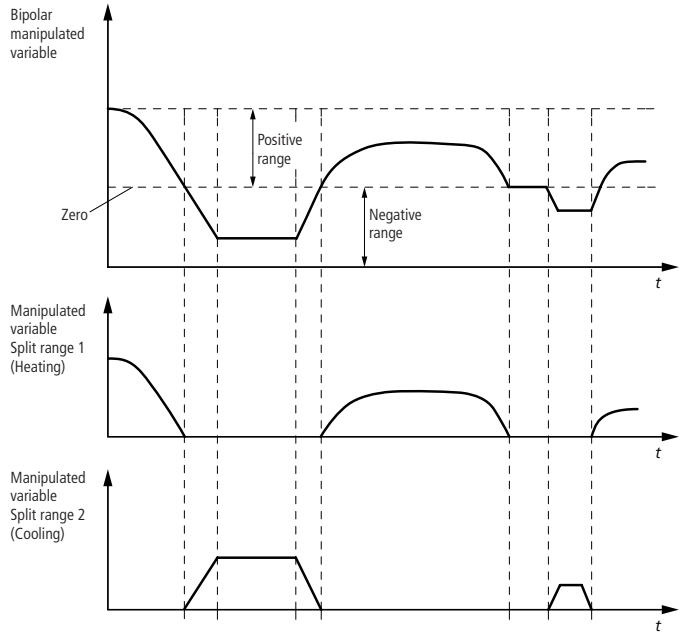 Bipolar
manipulated
variable
Positive
range
Zero
Negative
range
t
Manipulated
variable
Split range 1
(Heating)
t
Manipulated
variable
Split range 2
(Cooling)
t